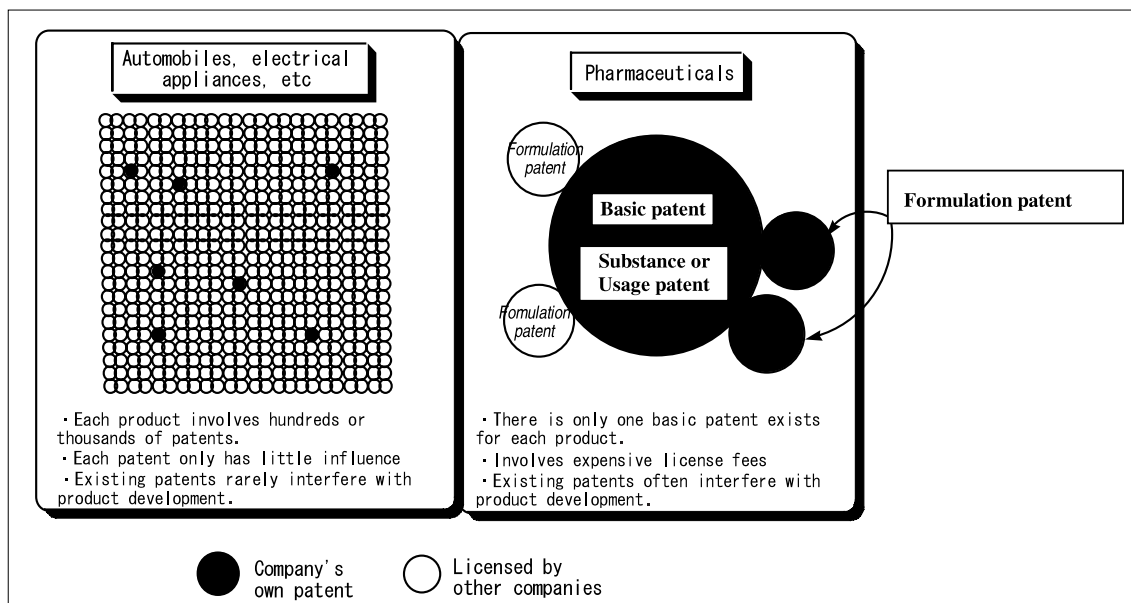 Automobiles, electrical
appliances, etc
・Each product involves hundreds or
thousands of patents.
・Each patent only has little influence
・Existing patents rarely interfere with
product development.
Pharmaceuticals
Formulation
patent
Basic patent
Substance or
Usage patent
Fomulation
patent
Formulation patent
・There is only one basic patent exists
for each product.
・Involves expensive license fees
・Existing patents often interfere with
product development.
Company's
own patent
Licensed by
other companies